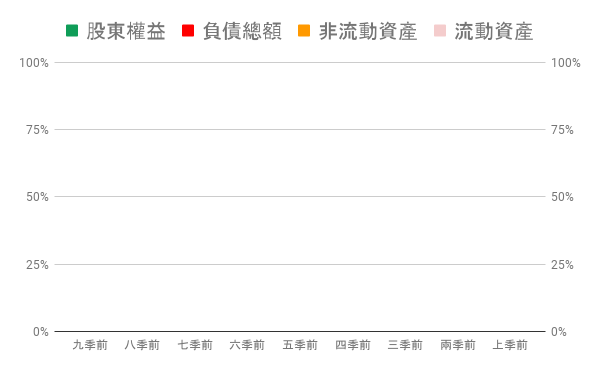 股東權益 負債總額 非流動資產 流動資產
100% 100%
75% 75%
50% 50%
25% 25%
0% 0%
九季前 八季前 七季前 六季前 五季前 四季前 三季前 兩季前 上季前